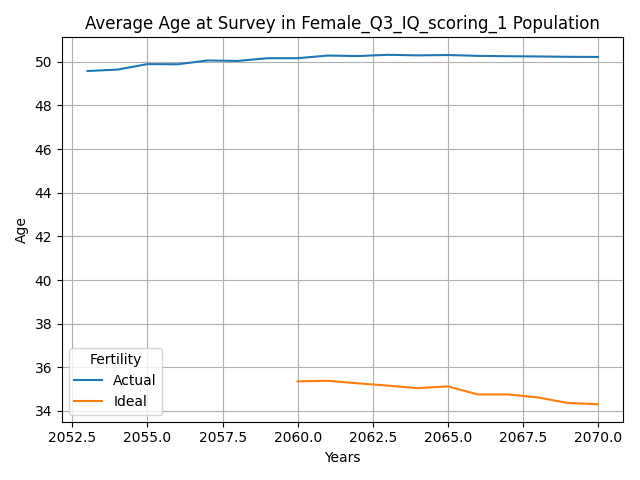 Average Age at Survey in Female_Q3_IQ_scoring_1 Population
Age
50
48
46
44
42
40
38
36
34
Fertility
Actual
Ideal
2052.5 2055.0 2057.5 2060.0 2062.5 2065.0 2067.5 2070.0
Years